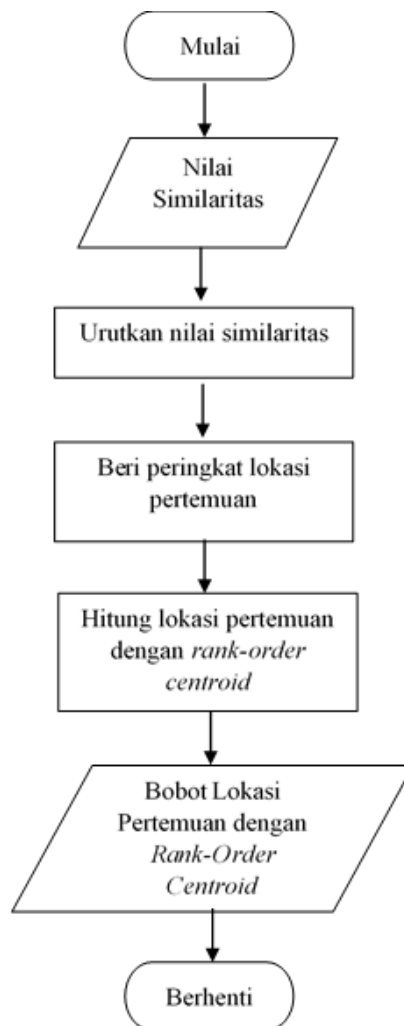 Mulai
Nilai
Similaritas
Urutkan nilai similaritas
Beri peringkat lokasi
pertemuan
Hitung lokasi pertemuan
dengan rank-order
centroid
Bobot Lokasi
Pertemuan dengan
Rank-Order
Centroid
Berhenti